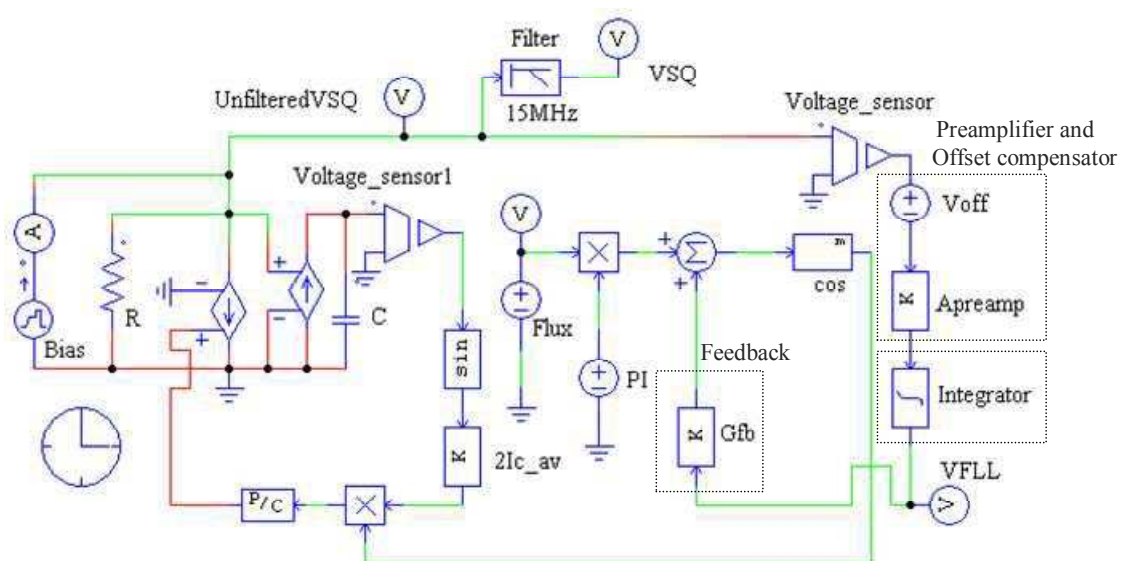 Filter
V
VSQ
V
UnfilteredVSQ
15MHz
Voltage_sensor
Preamplifier and
Offset compensator
Voltage_sensor1
V
Voff
A
R
C
Flux
Σ
m
cos
K
Apreamp
Bias
sin
PI
Feedback
Integrator
K
2Ic_av
K
Gfb
VFLL
V
P/C